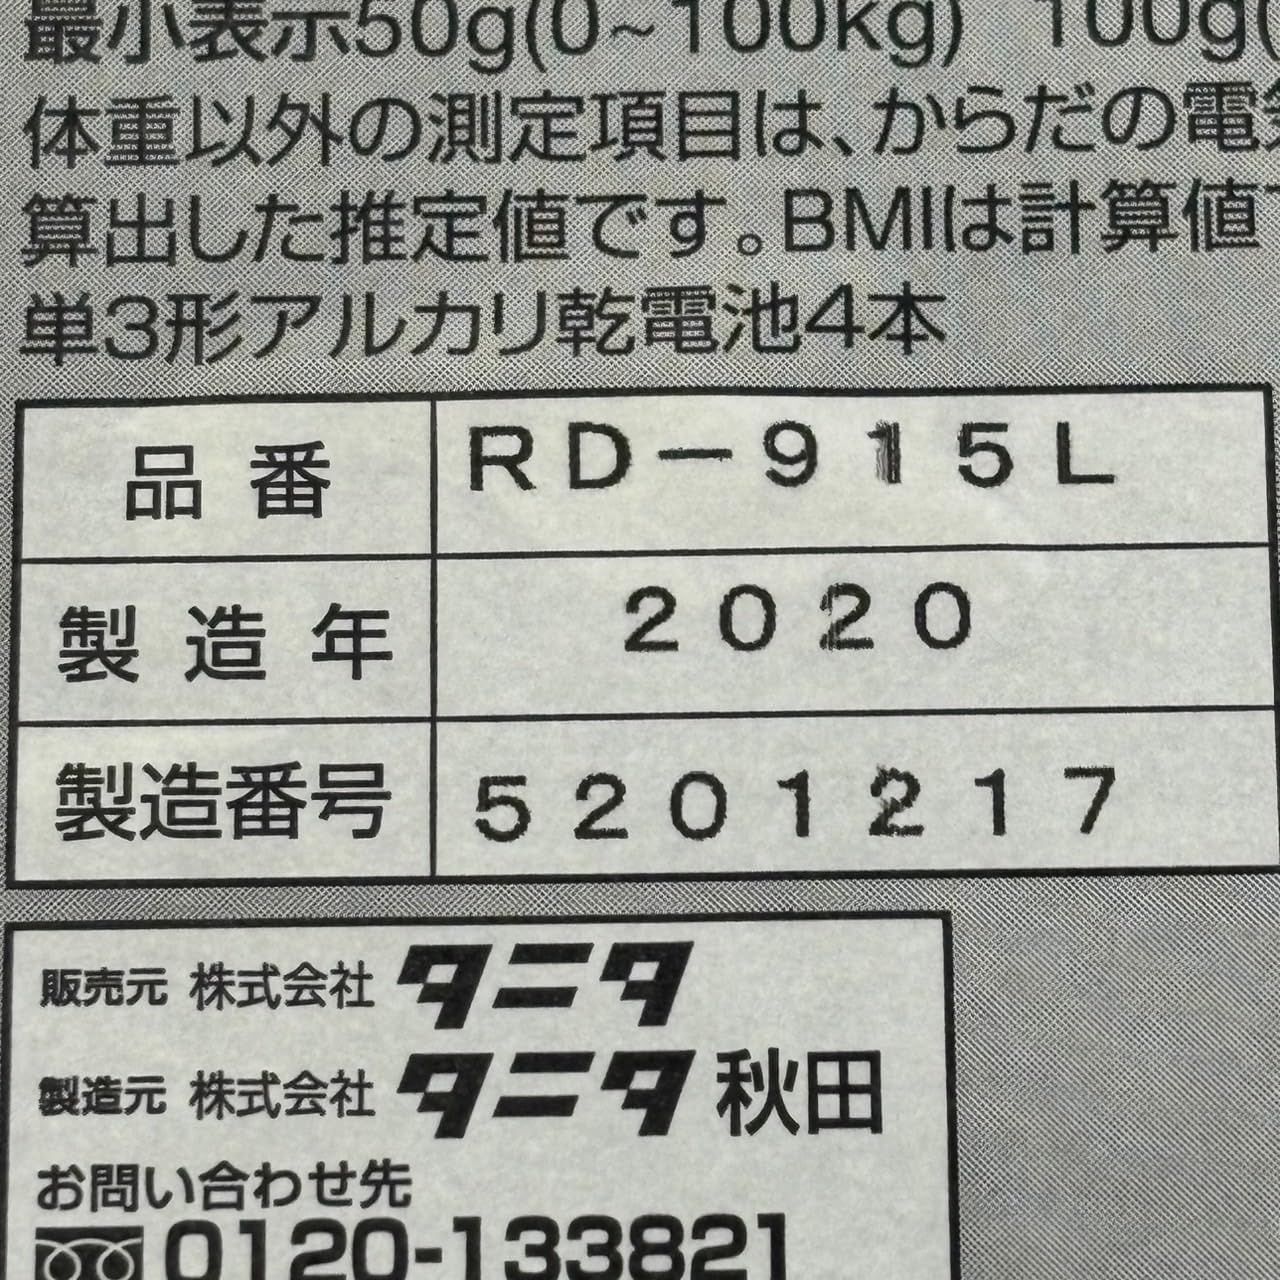 最小表示50g(0~100kg) 100g(
体重以外の測定項目は、からだの電気
算出した推定値です。BMIは計算値で
単3形アルカリ乾電池4本
品番 RD-915L
製造年 2020
製造番号 5201217
販売元 株式会社タニタ
製造元 株式会社タニタ秋田
お問い合わせ先
0120-133821